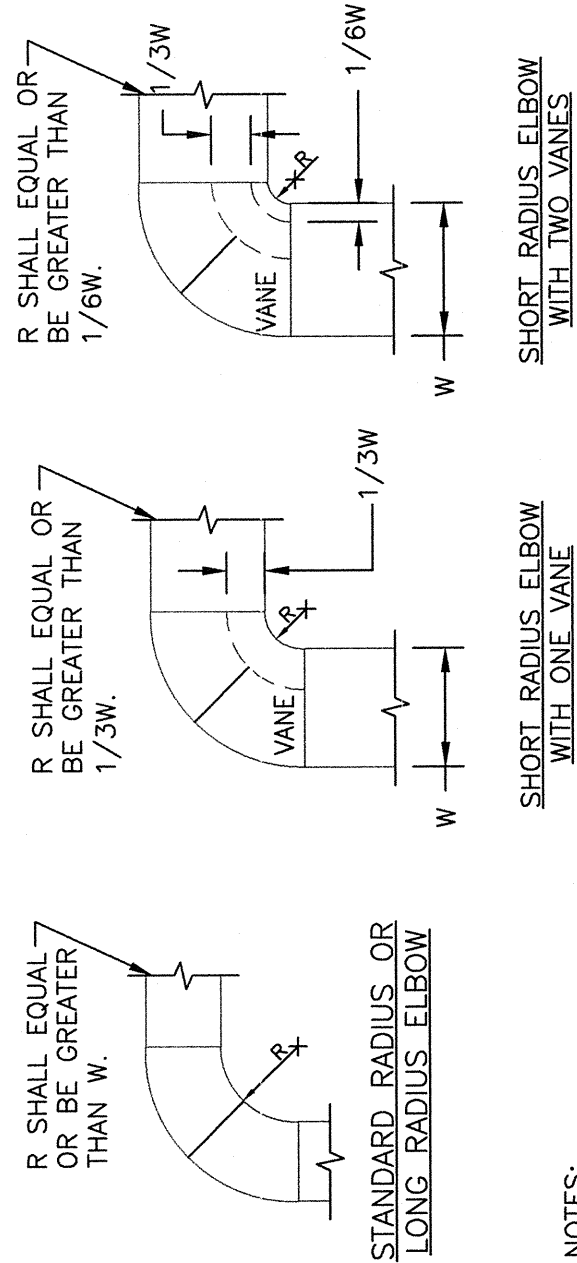 R SHALL EQUAL
OR BE GREATER
THAN W.
R
STANDARD RADIUS OR
LONG RADIUS ELBOW
R SHALL EQUAL OR
BE GREATER THAN
1/3W.
VANE
R
1/3W
W
SHORT RADIUS ELBOW
WITH ONE VANE
R SHALL EQUAL OR
BE GREATER THAN
1/6W.
1/3W
VANE
R
1/6W
W
SHORT RADIUS ELBOW
WITH TWO VANES
NOTES: